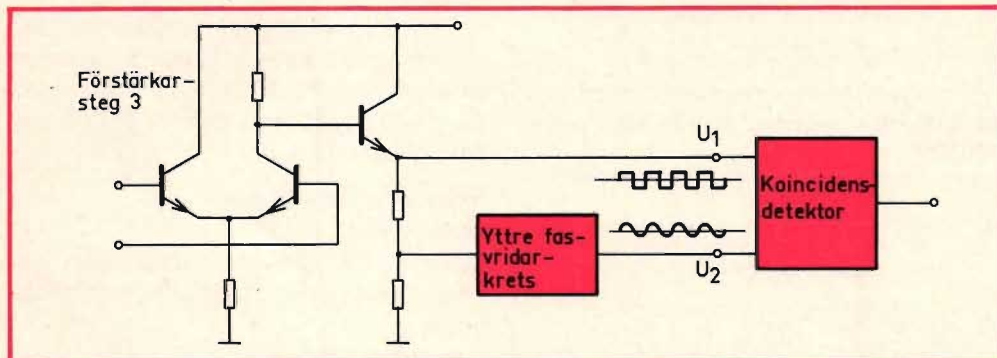 Förstärkar-
steg 3
U1
Koincidens-
detektor
Yttre fas-
vridar-
krets
U2